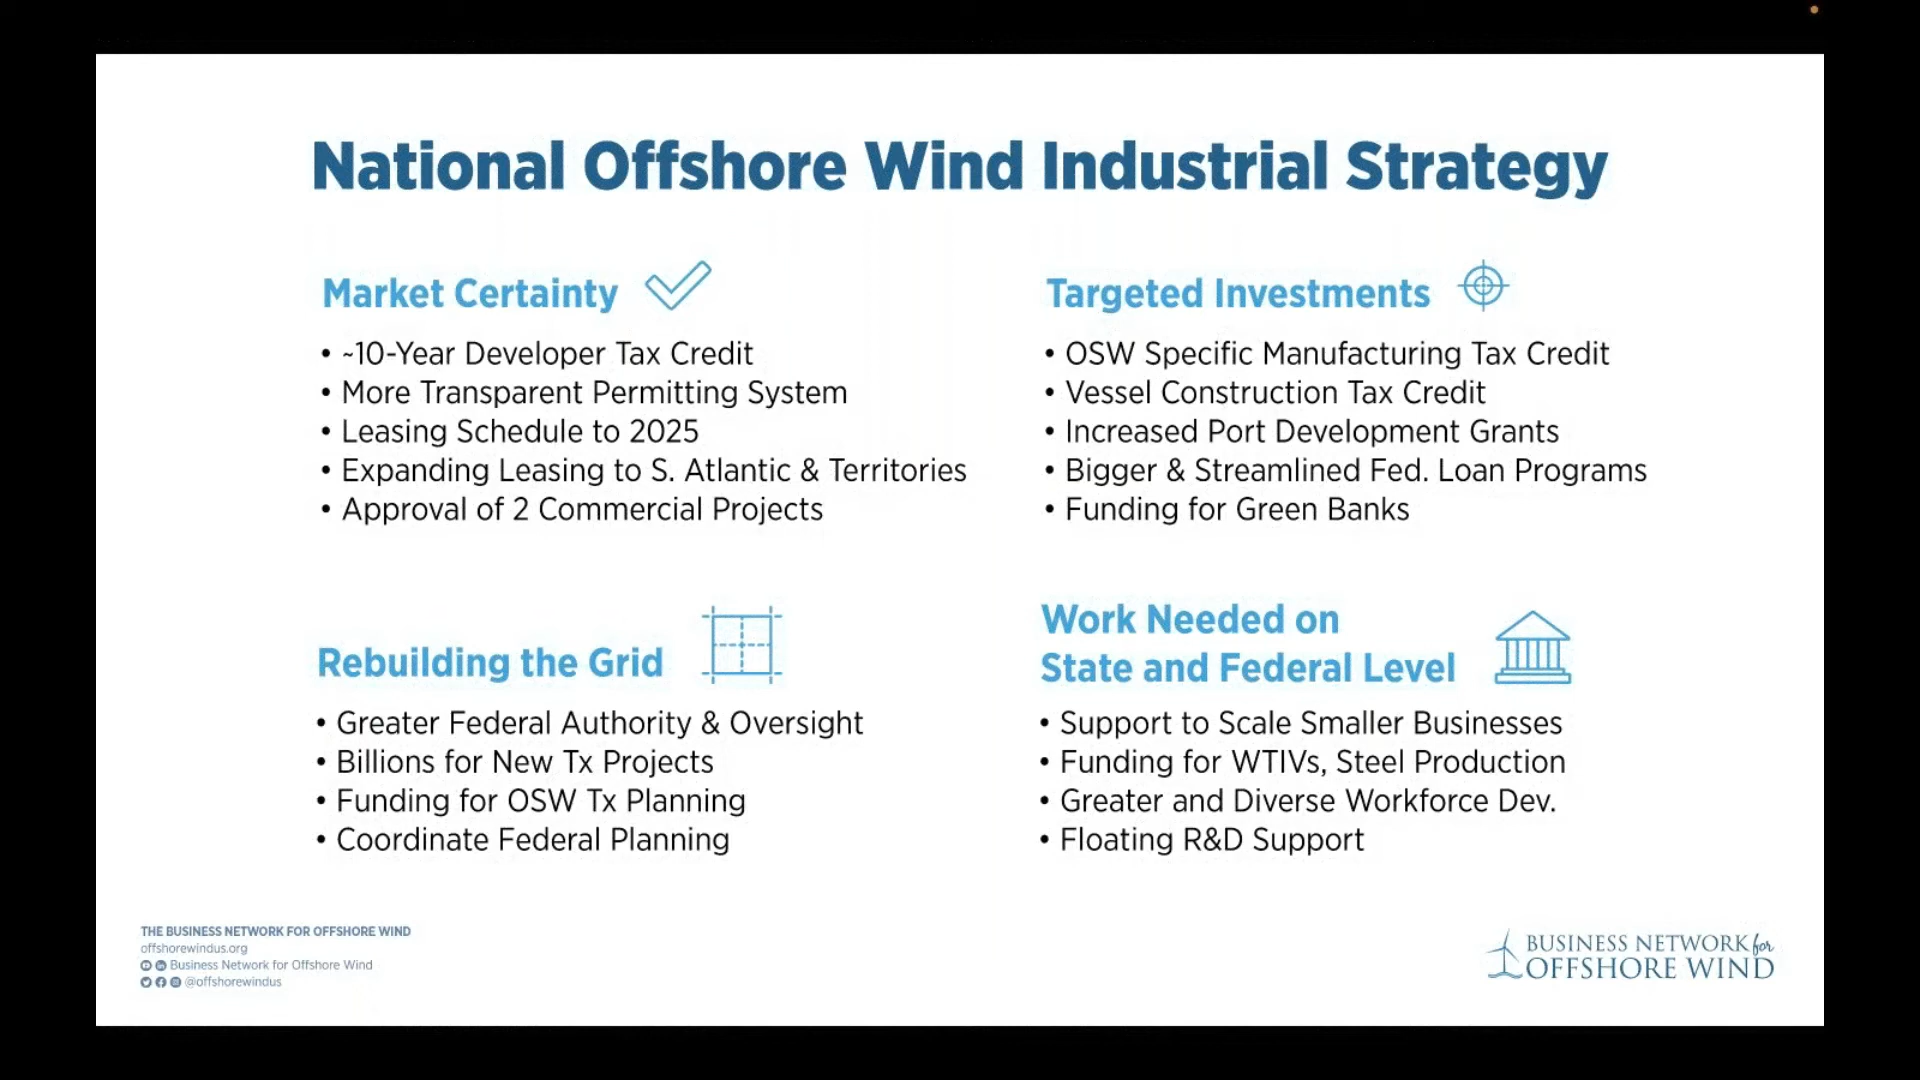 National Offshore Wind Industrial Strategy
Market Certainty
• ~10-Year Developer Tax Credit
• More Transparent Permitting System
• Leasing Schedule to 2025
• Expanding Leasing to S. Atlantic & Territories
• Approval of 2 Commercial Projects
Targeted Investments
• OSW Specific Manufacturing Tax Credit
• Vessel Construction Tax Credit
• Increased Port Development Grants
• Bigger & Streamlined Fed. Loan Programs
• Funding for Green Banks
Rebuilding the Grid
• Greater Federal Authority & Oversight
• Billions for New Tx Projects
• Funding for OSW Tx Planning
• Coordinate Federal Planning
Work Needed on
State and Federal Level
• Support to Scale Smaller Businesses
• Funding for WTIVs, Steel Production
• Greater and Diverse Workforce Dev.
• Floating R&D Support
THE BUSINESS NETWORK FOR OFFSHORE WIND
offshorewindus.org
Business Network for Offshore Wind
@offshorewindus
BUSINESS NETWORK for
OFFSHORE WIND